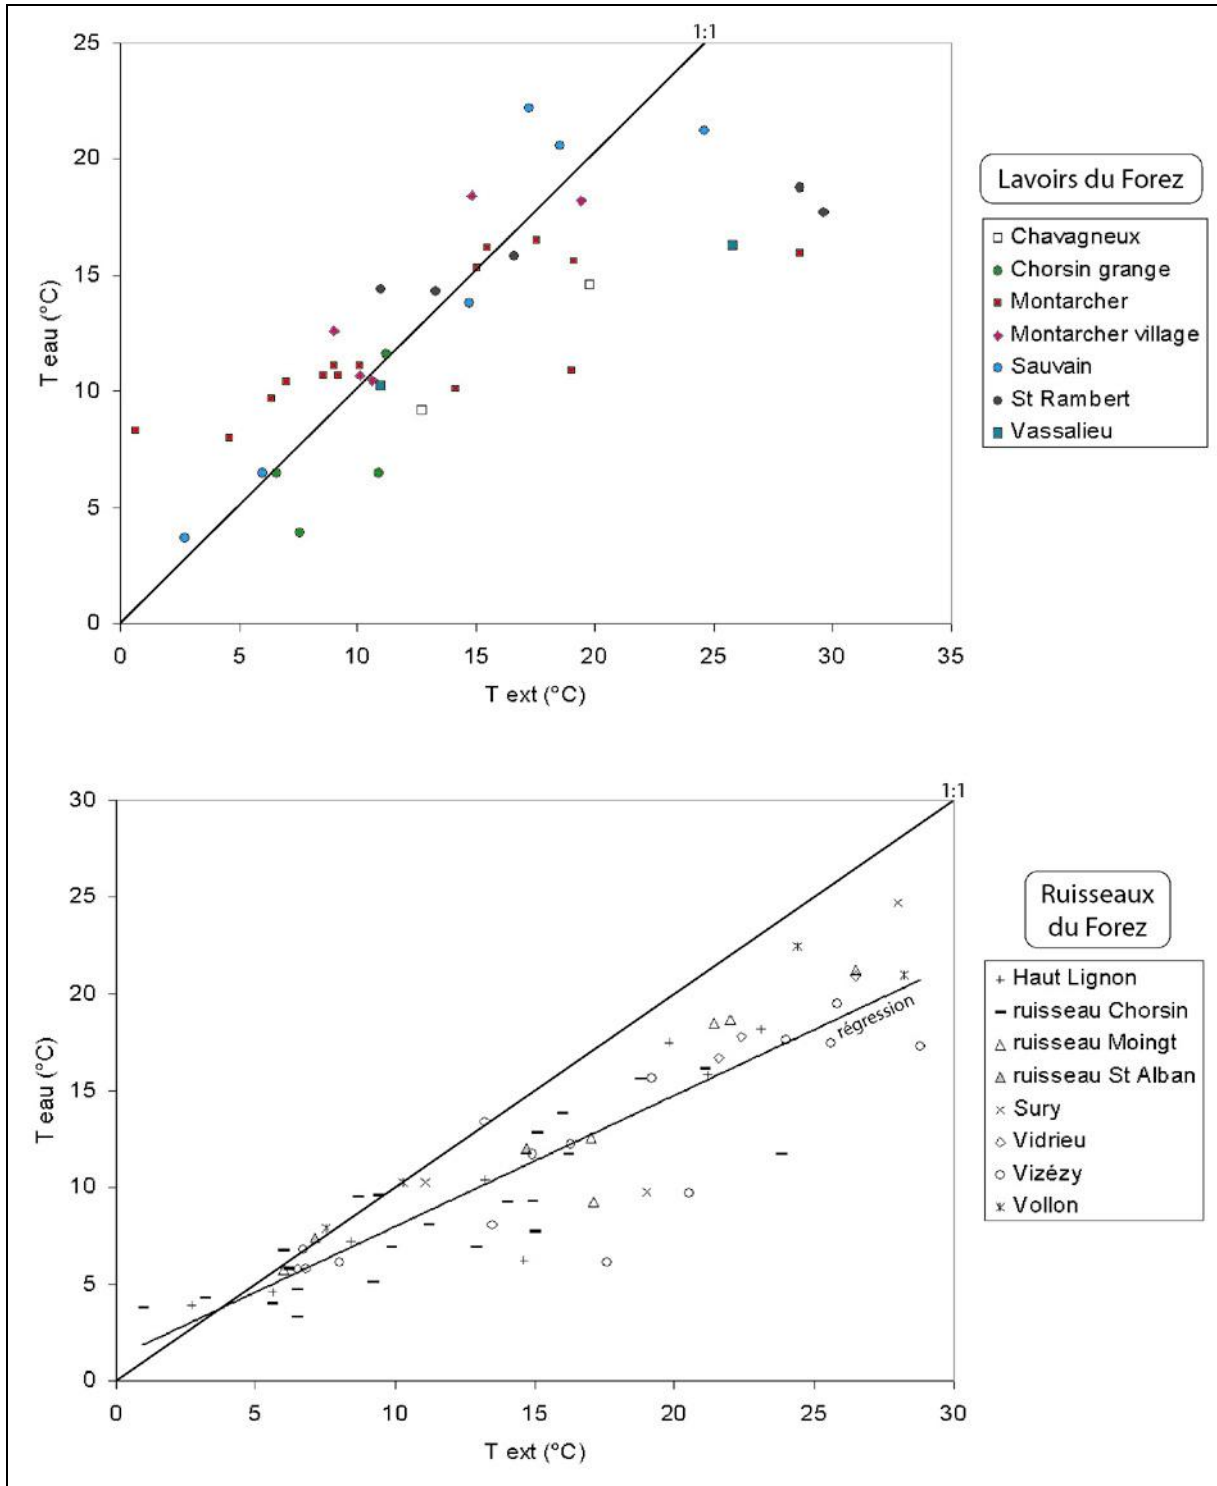 1:1
25
20
15
10
5
0
T eau (°C)
0 5 10 15 20 25 30 35
T ext (°C)
Lavoirs du Forez
Chavagneux
Chorsin grange
Montarcher
Montarcher village
Sauvain
St Rambert
Vassalieu
1:1
30
25
20
15
10
5
0
T eau (°C)
régression
0 5 10 15 20 25 30
T ext (°C)
Ruisseaux
du Forez
Haut Lignon
ruisseau Chorsin
ruisseau Moingt
ruisseau St Alban
Sury
Vidrieu
Vizézy
Vollon